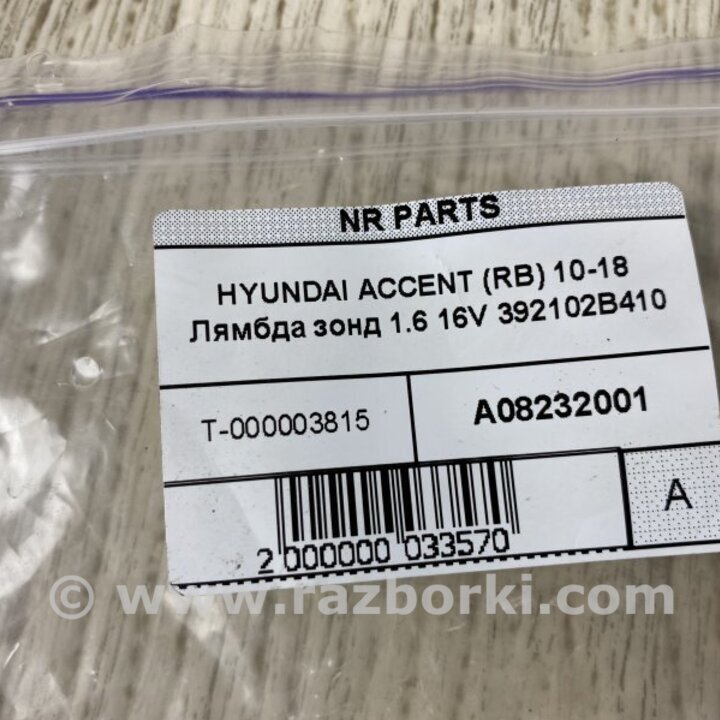 NR PARTS
HYUNDAI ACCENT (RB) 10-18
Лямбда зонд 1.6 16V 392102B410
T-000003815
A08232001
A
2 000000 033570
© www.razborki.com